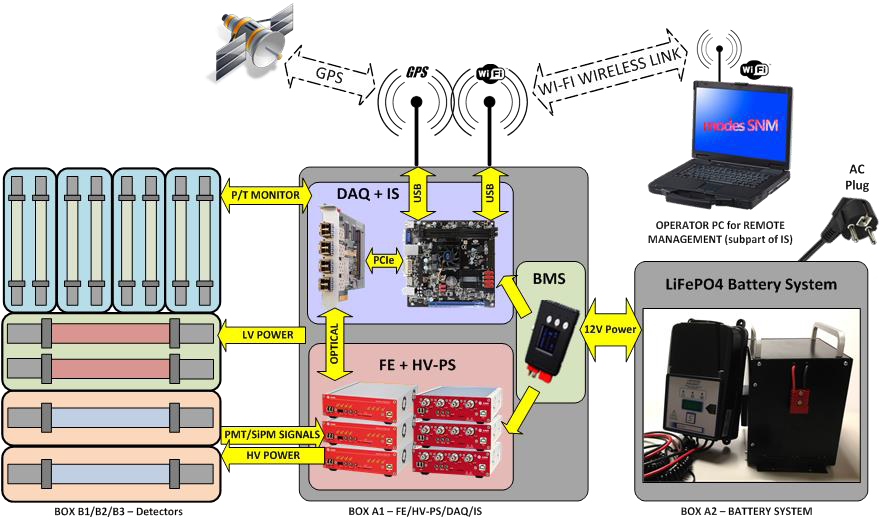 GPS
GPS
WiFi
WI-FI WIRELESS LINK
WiFi
modes SNM
AC
Plug
OPERATOR PC for REMOTE
MANAGEMENT (subpart of IS)
P/T MONITOR
DAQ + IS
USB
USB
PCIe
BMS
LiFePO4 Battery System
12V Power
LV POWER
OPTICAL
FE + HV-PS
PMT/SiPM SIGNALS
HV POWER
BOX B1/B2/B3 – Detectors
BOX A1 – FE/HV-PS/DAQ/IS
BOX A2 – BATTERY SYSTEM